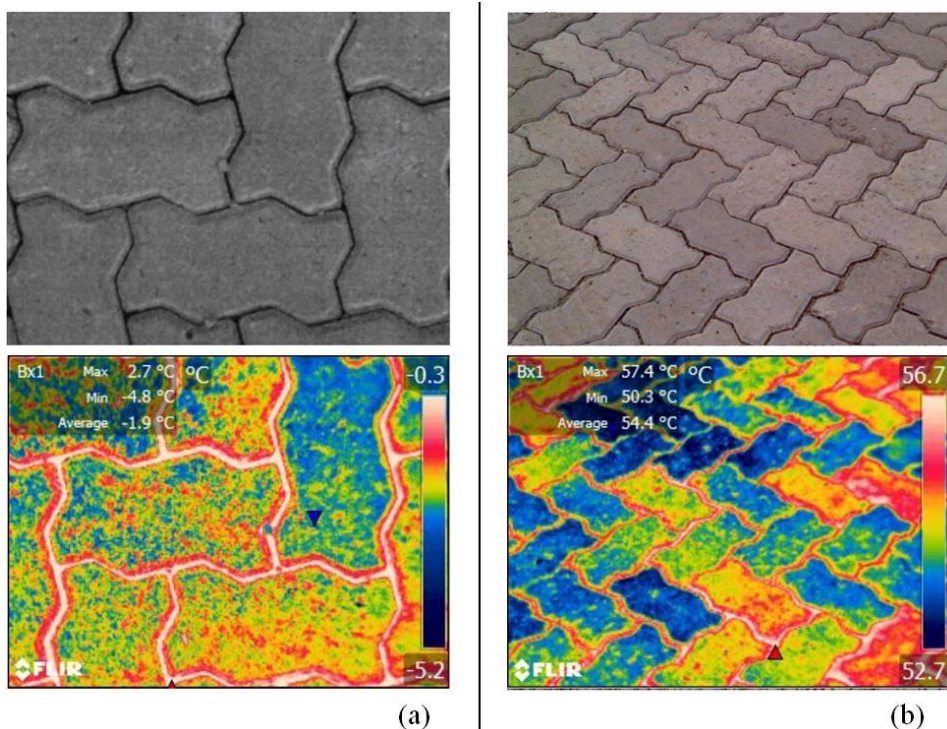 Bx1 Max 2.7 °C °C -0.3
Min -4.8 °C
Average -1.9 °C
FLIR -5.2
(a)
Bx1 Max 57.4 °C °C 56.7
Min 50.3 °C
Average 54.4 °C
FLIR 52.7
(b)